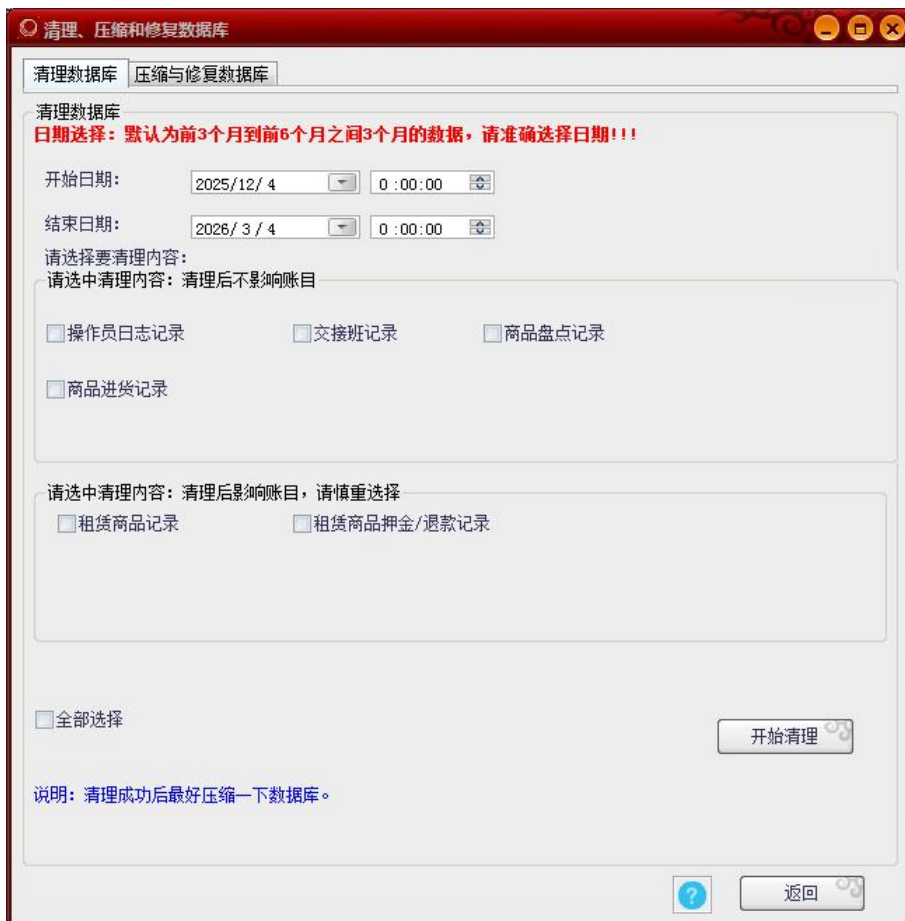 清理、压缩和修复数据库
清理数据库 压缩与修复数据库
清理数据库
日期选择：默认为前3个月到前6个月之间3个月的数据，请准确选择日期!!!
开始日期： 2025/12/ 4 0 :00:00
结束日期： 2026/ 3 / 4 0 :00:00
请选择要清理内容：
请选中清理内容：清理后不影响账目
操作员日志记录 交接班记录 商品盘点记录
商品进货记录
请选中清理内容：清理后影响账目，请慎重选择
租赁商品记录 租赁商品押金/退款记录
全部选择
开始清理
说明：清理成功后最好压缩一下数据库。
? 返回